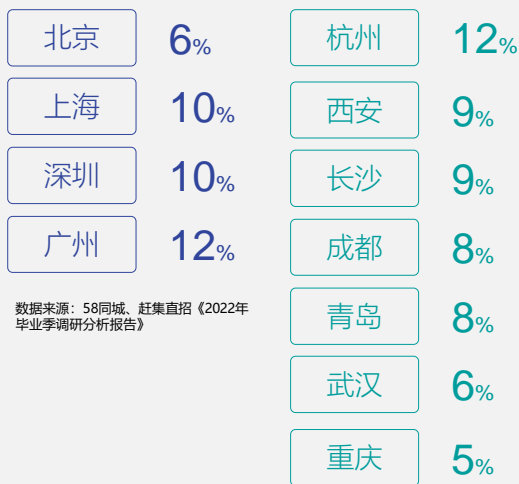 北京 6%
上海 10%
深圳 10%
广州 12%
数据来源：58同城、赶集直招《2022年
毕业季调研分析报告》
杭州 12%
西安 9%
长沙 9%
成都 8%
青岛 8%
武汉 6%
重庆 5%